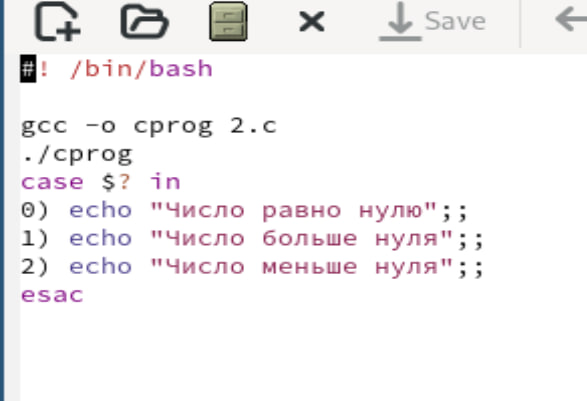 Save
#! /bin/bash
gcc -o cprog 2.c
./cprog
case $? in
0) echo "Число равно нулю";;
1) echo "Число больше нуля";;
2) echo "Число меньше нуля";;
esac